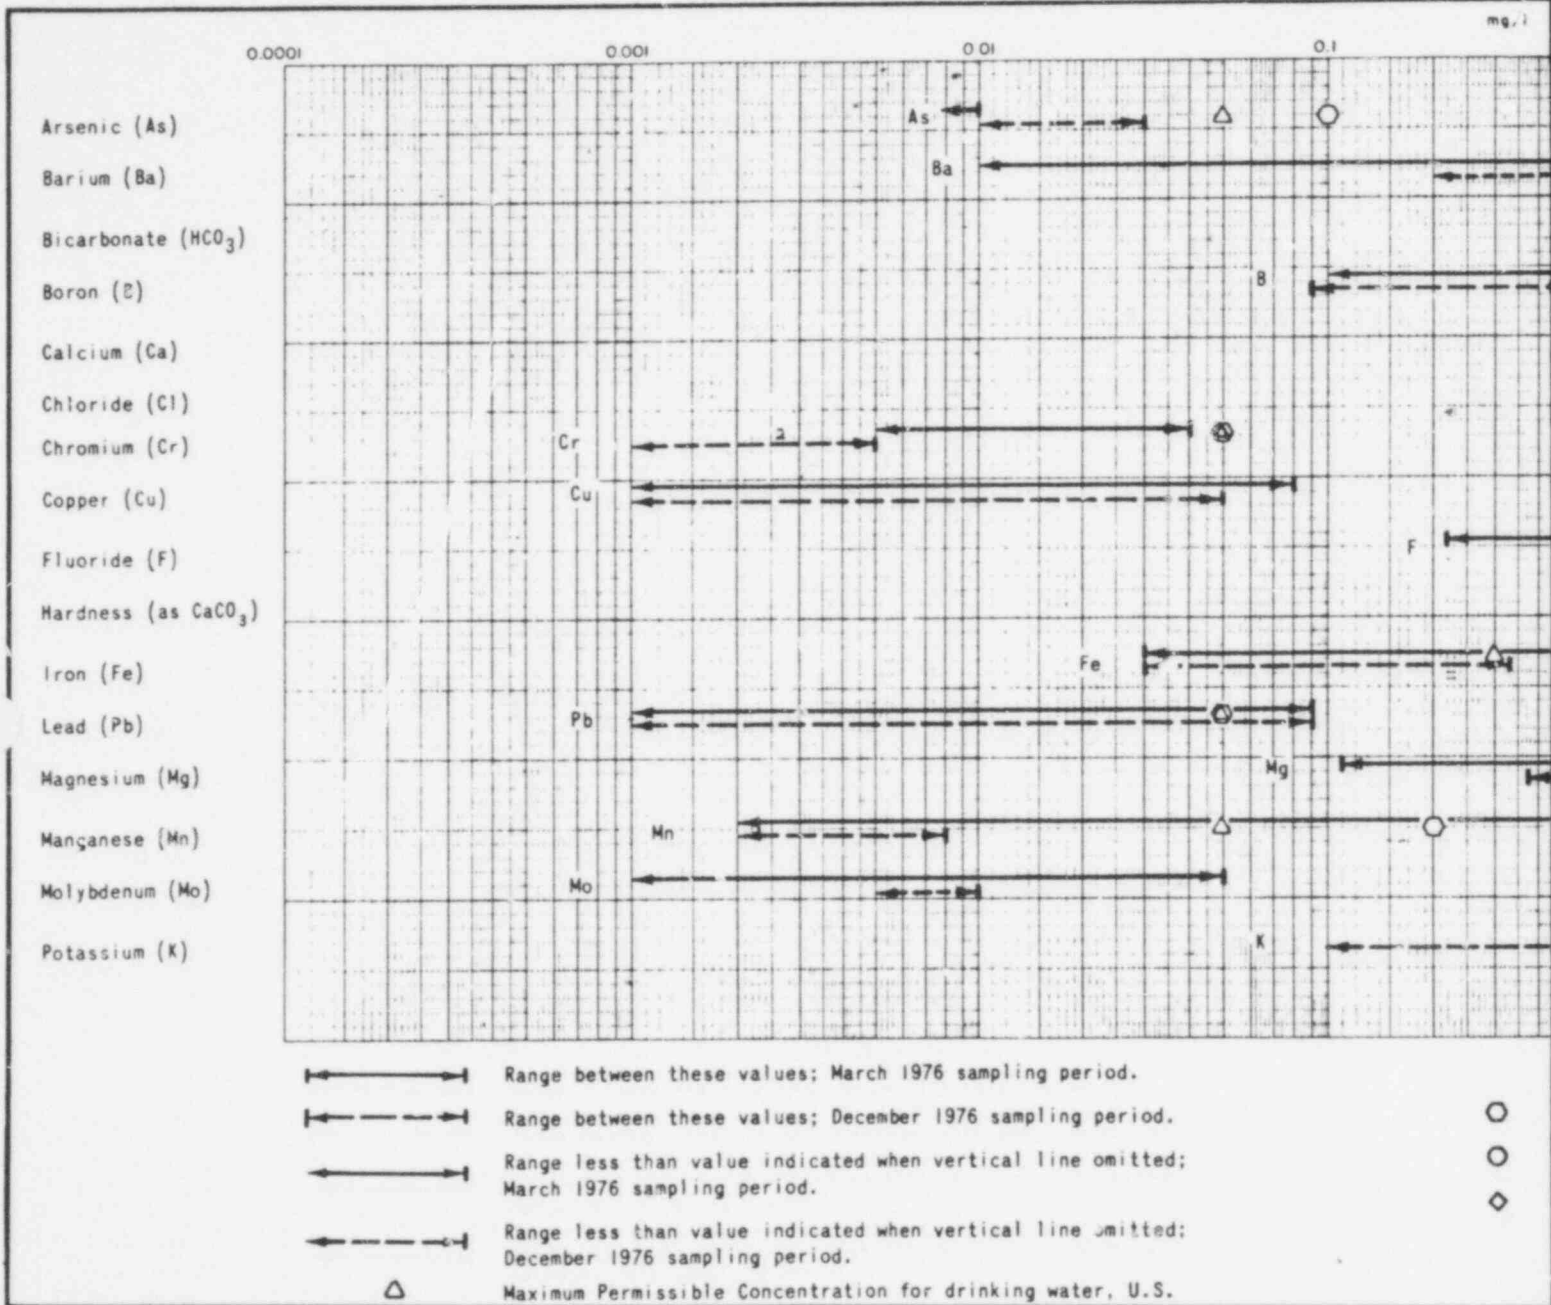 mg/l
0.0001 0.001 0.01 0.1
Arsenic (As)
As
Barium (Ba)
Ba
Bicarbonate (HCO3)
Boron (B)
B
Calcium (Ca)
Chloride (Cl)
Chromium (Cr)
Cr
Copper (Cu)
Cu
Fluoride (F)
F
Hardness (as CaCO3)
Iron (Fe)
Fe
Lead (Pb)
Pb
Magnesium (Mg)
Mg
Manganese (Mn)
Mn
Molybdenum (Mo)
Mo
Potassium (K)
K
Range between these values; March 1976 sampling period.
Range between these values; December 1976 sampling period.
Range less than value indicated when vertical line omitted;
March 1976 sampling period.
Range less than value indicated when vertical line omitted;
December 1976 sampling period.
Maximum Permissible Concentration for drinking water, U.S.